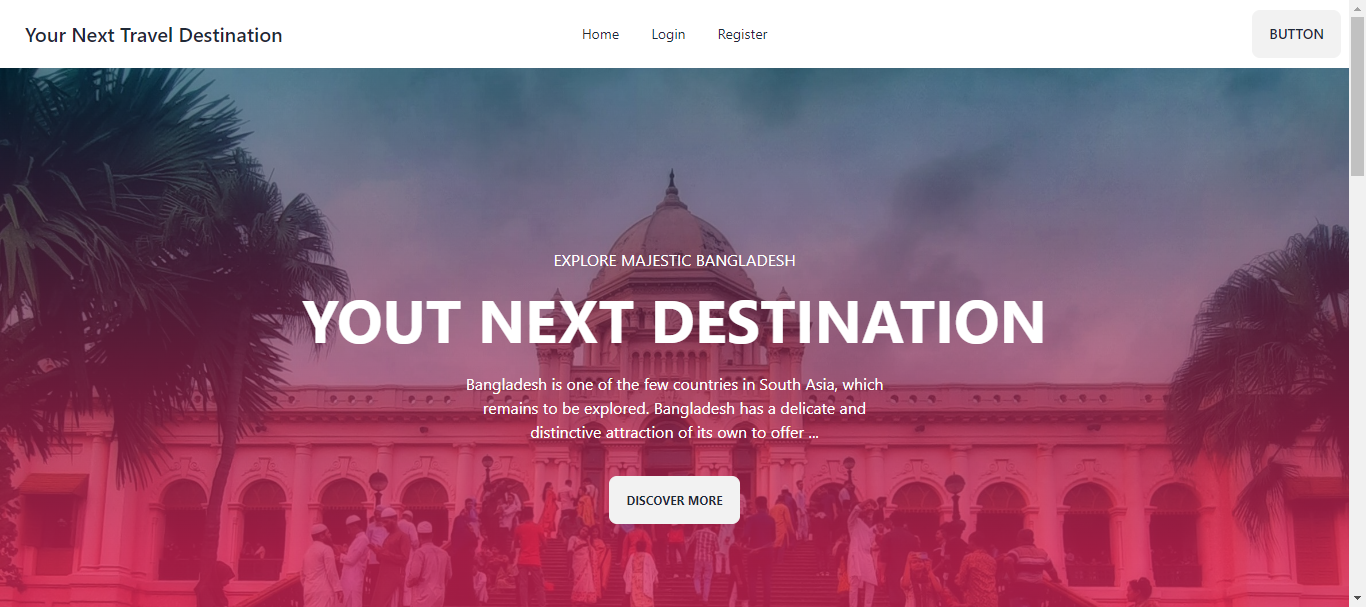 Your Next Travel Destination
Home
Login
Register
BUTTON
EXPLORE MAJESTIC BANGLADESH
YOUT NEXT DESTINATION
Bangladesh is one of the few countries in South Asia, which
remains to be explored. Bangladesh has a delicate and
distinctive attraction of its own to offer ...
DISCOVER MORE